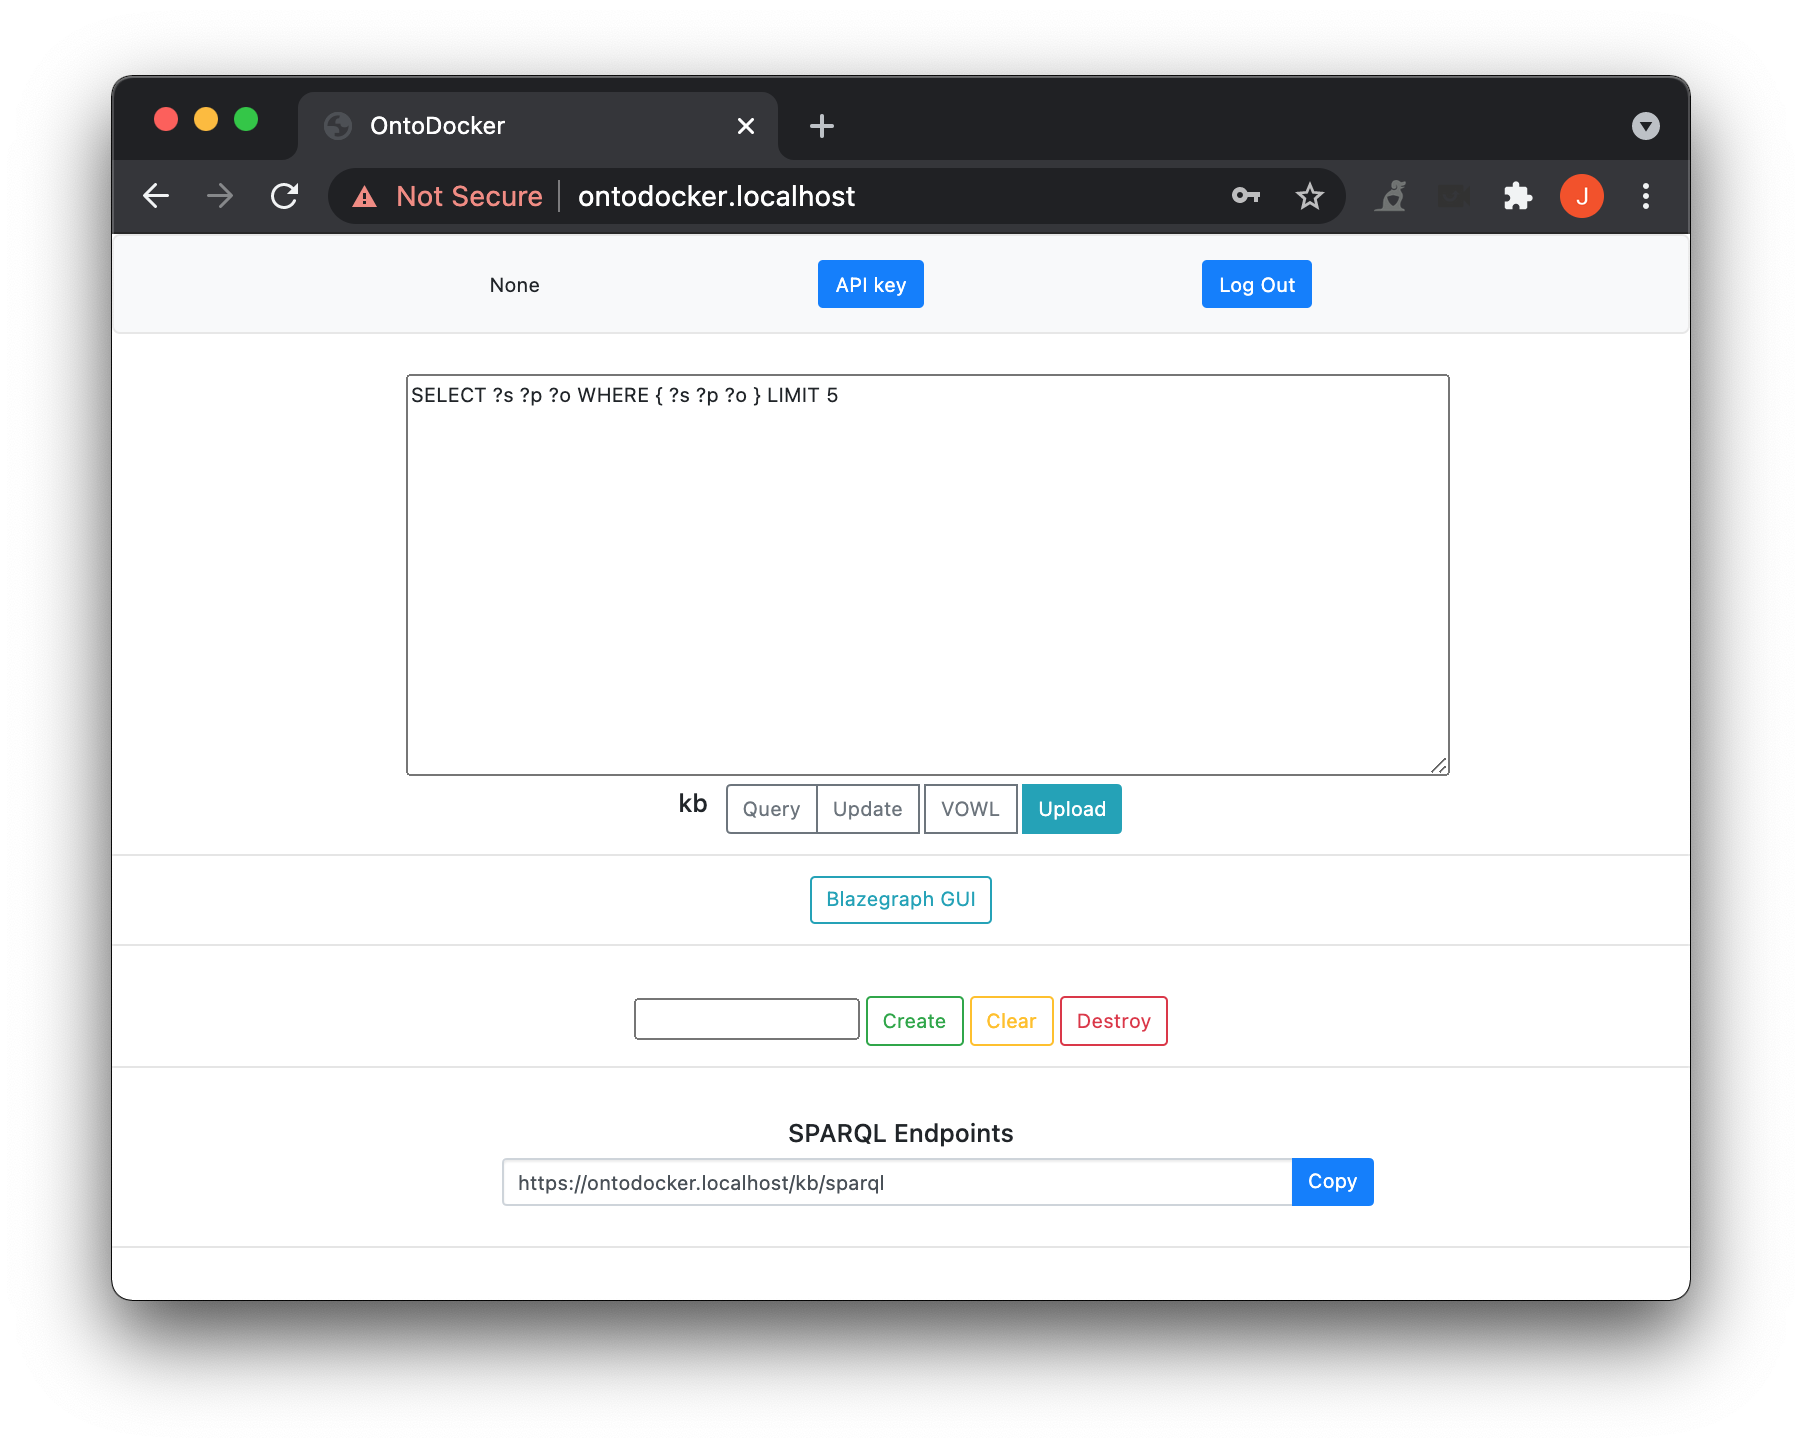 OntoDocker
Not Secure ontodocker.localhost J
None API key Log Out
SELECT ?s ?p ?o WHERE { ?s ?p ?o } LIMIT 5
kb Query Update VOWL Upload
Blazegraph GUI
Create Clear Destroy
SPARQL Endpoints
https://ontodocker.localhost/kb/sparql Copy